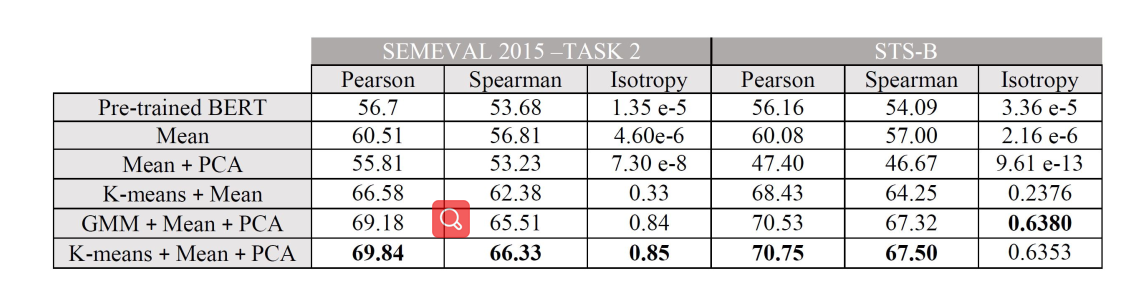 SEMEVAL 2015 –TASK 2 STS-B
Pearson Spearman Isotropy Pearson Spearman Isotropy
Pre-trained BERT 56.7 53.68 1.35 e-5 56.16 54.09 3.36 e-5
Mean 60.51 56.81 4.60e-6 60.08 57.00 2.16 e-6
Mean + PCA 55.81 53.23 7.30 e-8 47.40 46.67 9.61 e-13
K-means + Mean 66.58 62.38 0.33 68.43 64.25 0.2376
GMM + Mean + PCA 69.18 65.51 0.84 70.53 67.32 0.6380
K-means + Mean + PCA 69.84 66.33 0.85 70.75 67.50 0.6353